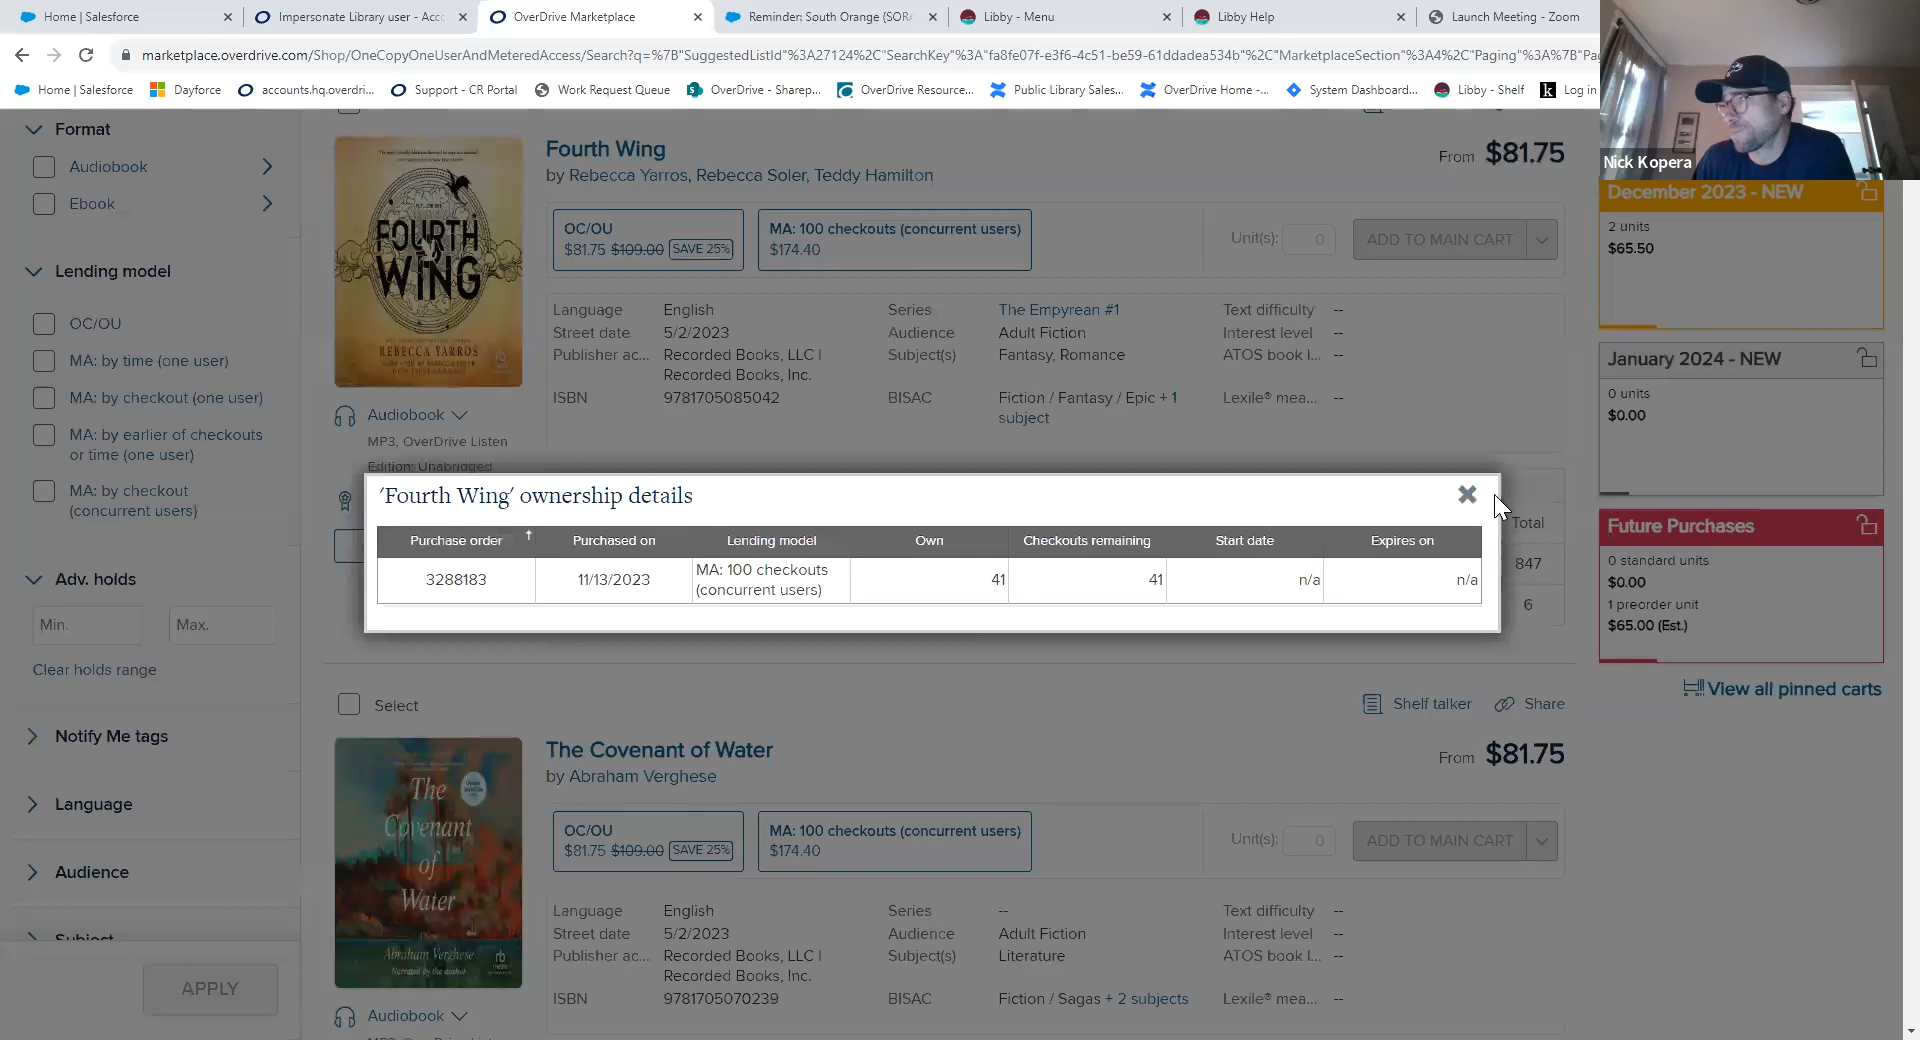 Home | Salesforce
Impersonate Library user - Acc
OverDrive Marketplace
Reminder: South Orange (SORA
Libby - Menu
Libby Help
Launch Meeting - Zoom
marketplace.overdrive.com/Shop/OneCopyOneUserAndMeteredAccess/Search?q=%7B"SuggestedListId"%3A27124%2C"SearchKey"%3A"fa8fe07f-e3f6-4c51-be59-61ddadea534b"%2C"MarketplaceSection"%3A4%2C"Paging"%3A%7B"Pag
Home | Salesforce
Dayforce
accounts.hq.overdri...
Support - CR Portal
Work Request Queue
OverDrive - Sharep...
OverDrive Resource...
Public Library Sales...
OverDrive Home -...
System Dashboard...
Libby - Shelf
Log in
Nick Kopera
Format
Audiobook
Ebook
Lending model
OC/OU
MA: by time (one user)
MA: by checkout (one user)
MA: by earlier of checkouts
or time (one user)
MA: by checkout
(concurrent users)
Adv. holds
Min.
Max.
Clear holds range
Notify Me tags
Language
Audience
Subject
APPLY
FOURTH
WING
REBECCA YARROS
Fourth Wing
by Rebecca Yarros, Rebecca Soler, Teddy Hamilton
From $81.75
OC/OU
$81.75 $109.00 SAVE 25%
MA: 100 checkouts (concurrent users)
$174.40
Unit(s): 0
ADD TO MAIN CART
Language English
Street date 5/2/2023
Publisher ac... Recorded Books, LLC |
Recorded Books, Inc.
ISBN 9781705085042
Series The Empyrean #1
Audience Adult Fiction
Subject(s) Fantasy, Romance
BISAC Fiction / Fantasy / Epic + 1
subject
Text difficulty --
Interest level --
ATOS book l... --
Lexile® mea... --
Audiobook
MP3, OverDrive Listen
Edition: Unabridged
'Fourth Wing' ownership details
Purchase order
Purchased on
Lending model
Own
Checkouts remaining
Start date
Expires on
3288183
11/13/2023
MA: 100 checkouts
(concurrent users)
41
41
n/a
n/a
Total
847
6
Select
Shelf talker
Share
The
Covenant
of
Water
Abraham Verghese
Narrated by the author
rb
media
The Covenant of Water
by Abraham Verghese
From $81.75
OC/OU
$81.75 $109.00 SAVE 25%
MA: 100 checkouts (concurrent users)
$174.40
Unit(s): 0
ADD TO MAIN CART
Language English
Street date 5/2/2023
Publisher ac... Recorded Books, LLC |
Recorded Books, Inc.
ISBN 9781705070239
Series --
Audience Adult Fiction
Subject(s) Literature
BISAC Fiction / Sagas + 2 subjects
Text difficulty --
Interest level --
ATOS book l... --
Lexile® mea... --
Audiobook
December 2023 - NEW
2 units
$65.50
January 2024 - NEW
0 units
$0.00
Future Purchases
0 standard units
$0.00
1 preorder unit
$65.00 (Est.)
View all pinned carts